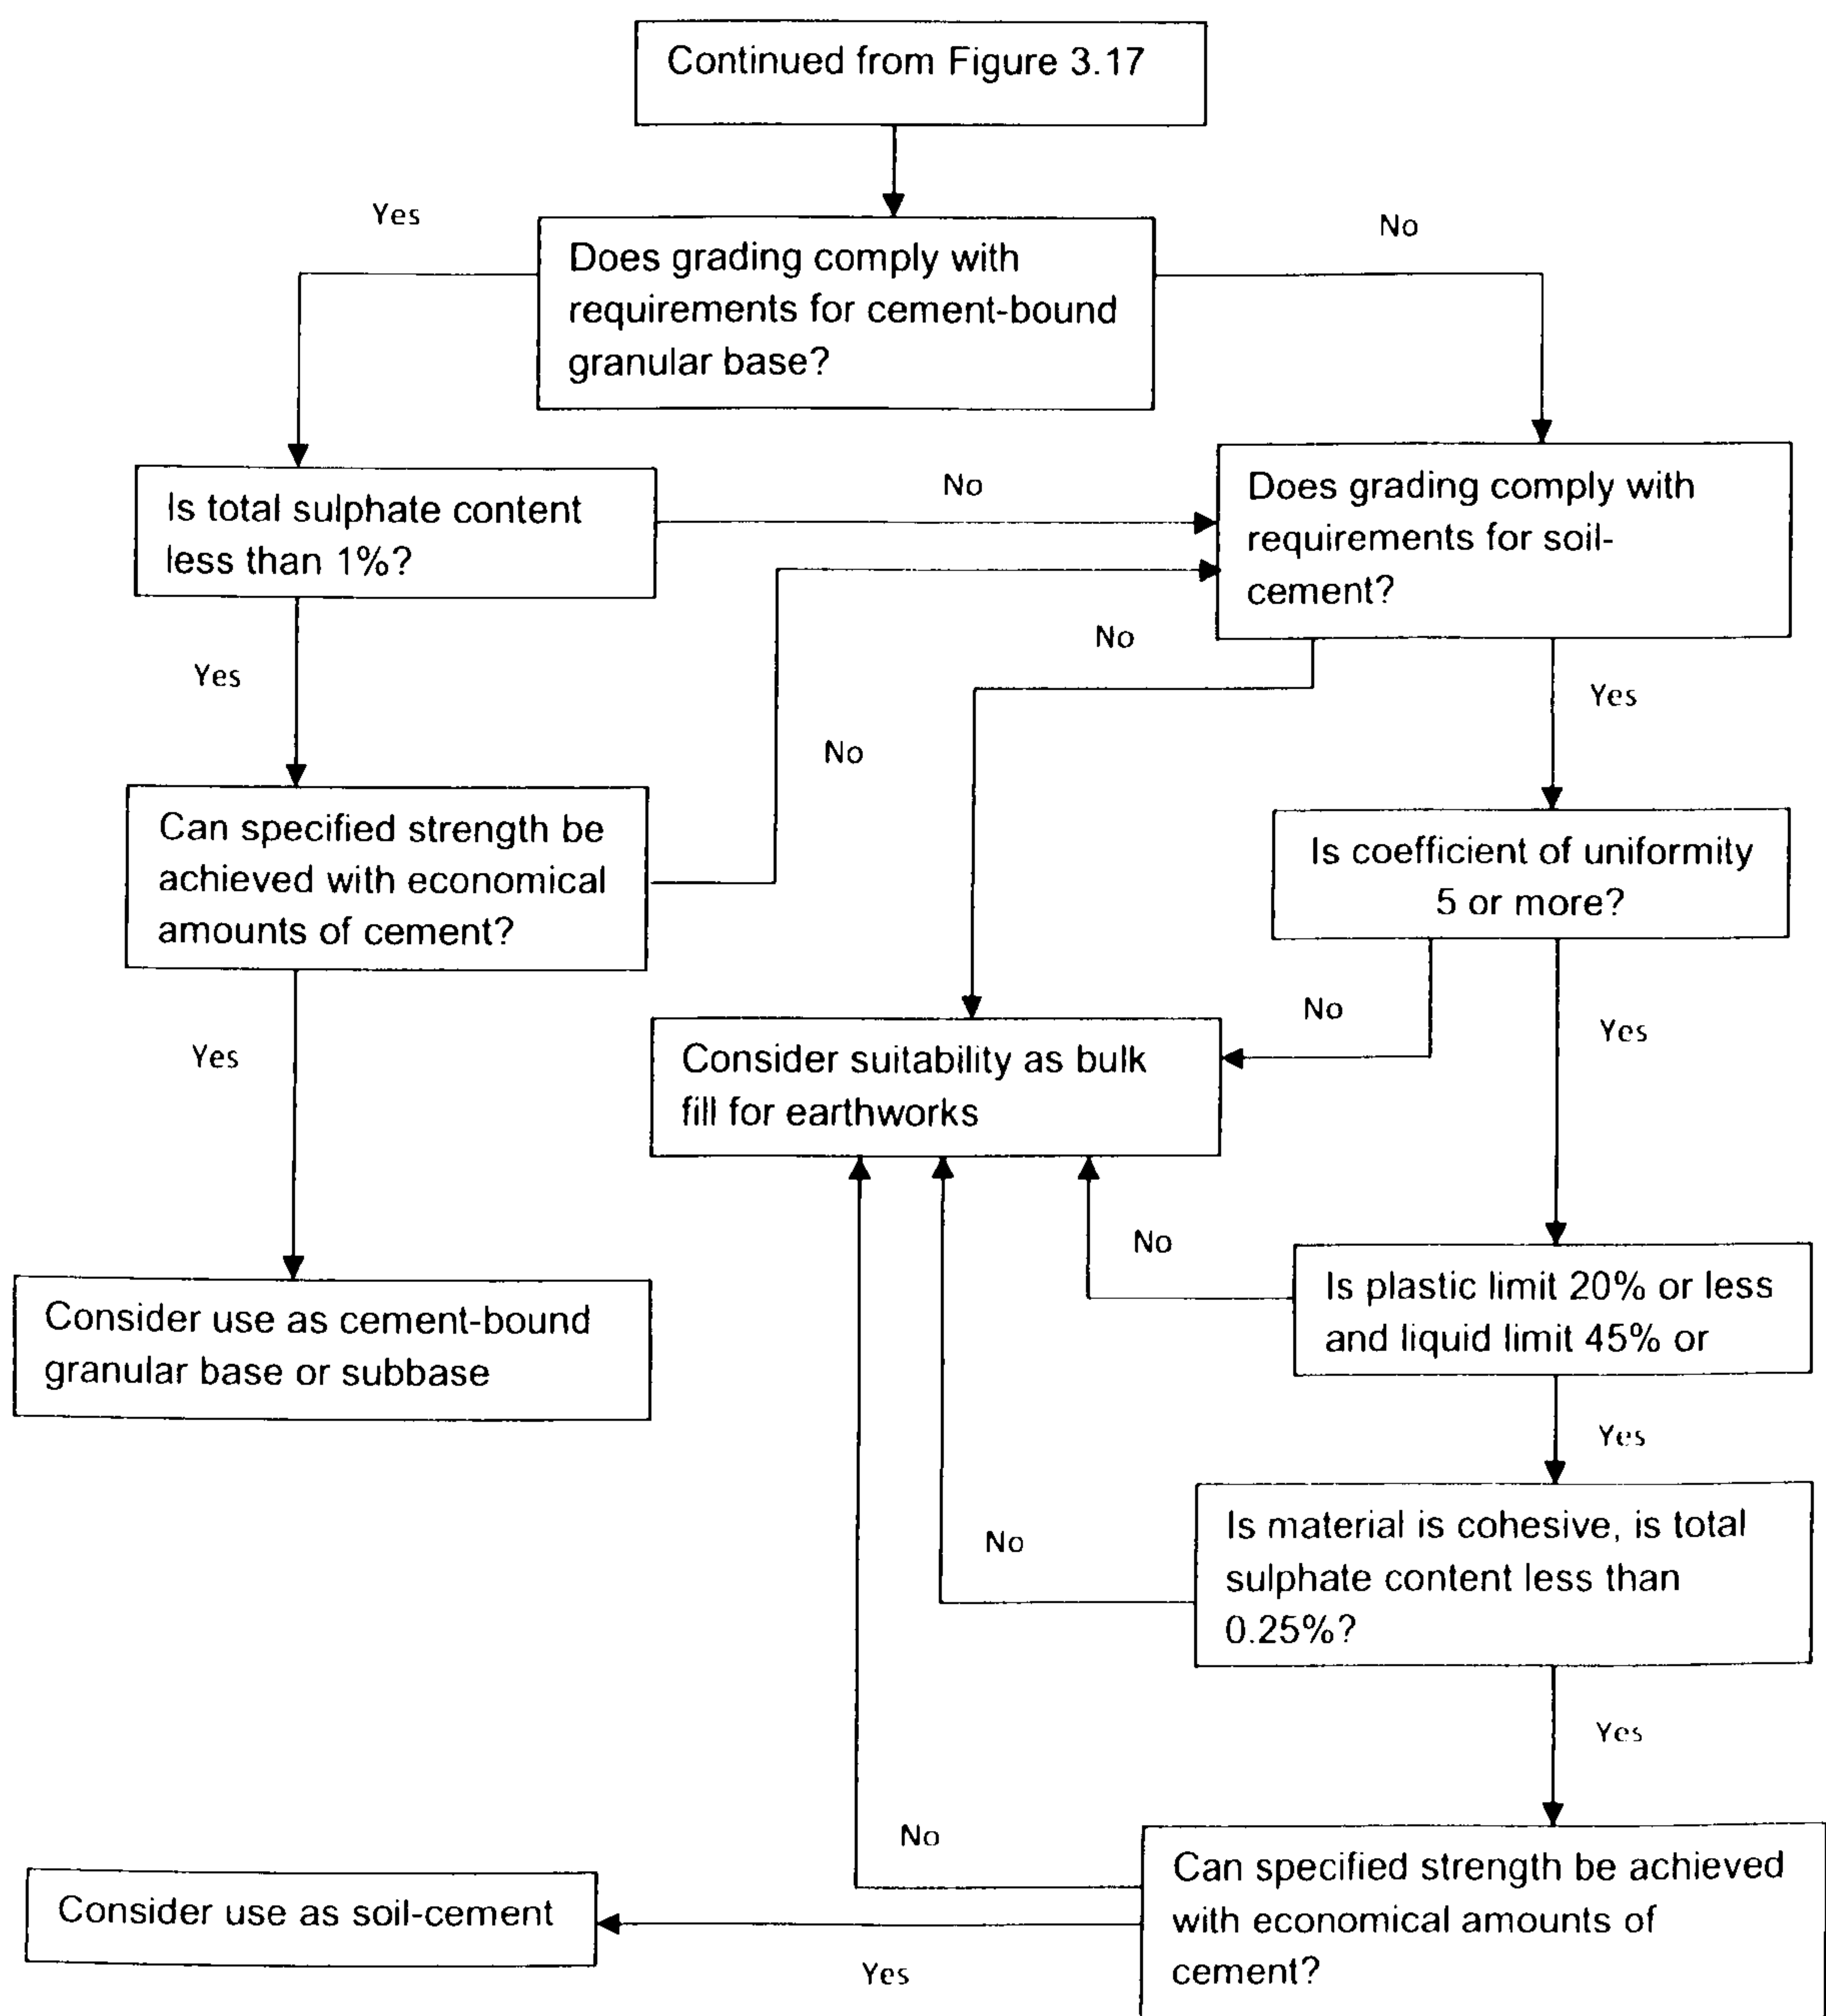 Continued from Figure 3.17
Yes
No
Does grading comply with
requirements for cement-bound
granular base?
Is total sulphate content
less than 1%?
No
Does grading comply with
requirements for soil-
cement?
No
Yes
Yes
No
Can specified strength be
achieved with economical
amounts of cement?
Is coefficient of uniformity
5 or more?
Yes
No
Yes
Consider suitability as bulk
fill for earthworks
No
Consider use as cement-bound
granular base or subbase
Is plastic limit 20% or less
and liquid limit 45% or
Yes
No
Is material is cohesive, is total
sulphate content less than
0.25%?
Yes
No
Can specified strength be achieved
with economical amounts of
cement?
Consider use as soil-cement
Yes